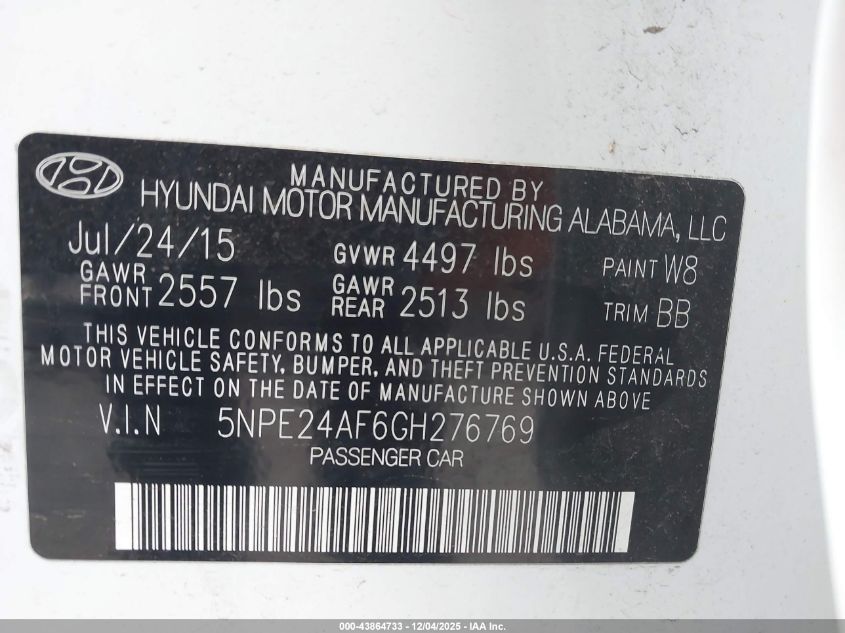 MANUFACTURED BY
HYUNDAI MOTOR MANUFACTURING ALABAMA, LLC
Jul/24/15 GVWR 4497 lbs PAINT W8
GAWR FRONT 2557 lbs GAWR REAR 2513 lbs TRIM BB
THIS VEHICLE CONFORMS TO ALL APPLICABLE U.S.A. FEDERAL
MOTOR VEHICLE SAFETY, BUMPER, AND THEFT PREVENTION STANDARDS
IN EFFECT ON THE DATE OF MANUFACTURE SHOWN ABOVE
V.I.N 5NPE24AF6GH276769
PASSENGER CAR
000-43864733 - 12/04/2025 - IAA Inc.